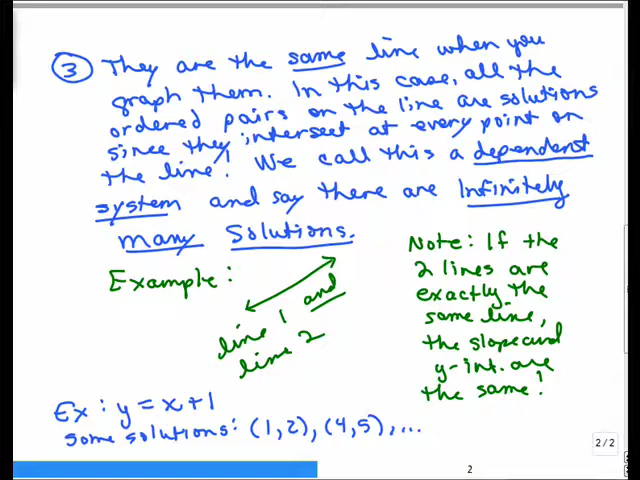 ③ They are the same line when you
graph them. In this case, all the
ordered pairs on the line are solutions
since they intersect at every point on
the line! We call this a dependent
system and say there are Infinitely
many Solutions.
Example:
line 1 and
line 2
Note: If the
2 lines are
exactly the
same line,
the slope and
y-int. are
the same!
Ex: y = x + 1
Some solutions: (1,2), (4,5), ...
2/2
2